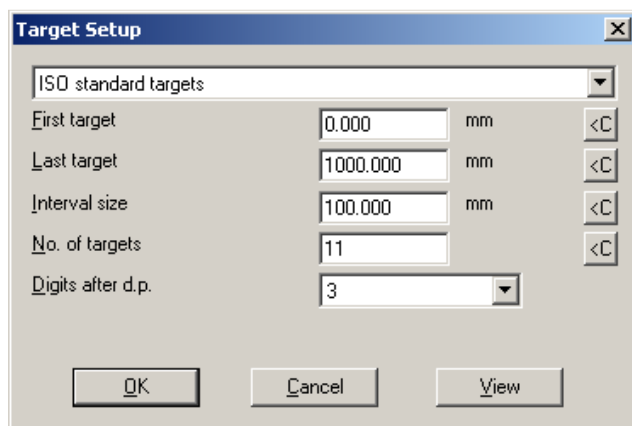 Target Setup
ISO standard targets
First target 0.000 mm <C
Last target 1000.000 mm <C
Interval size 100.000 mm <C
No. of targets 11 <C
Digits after d.p. 3
OK Cancel View